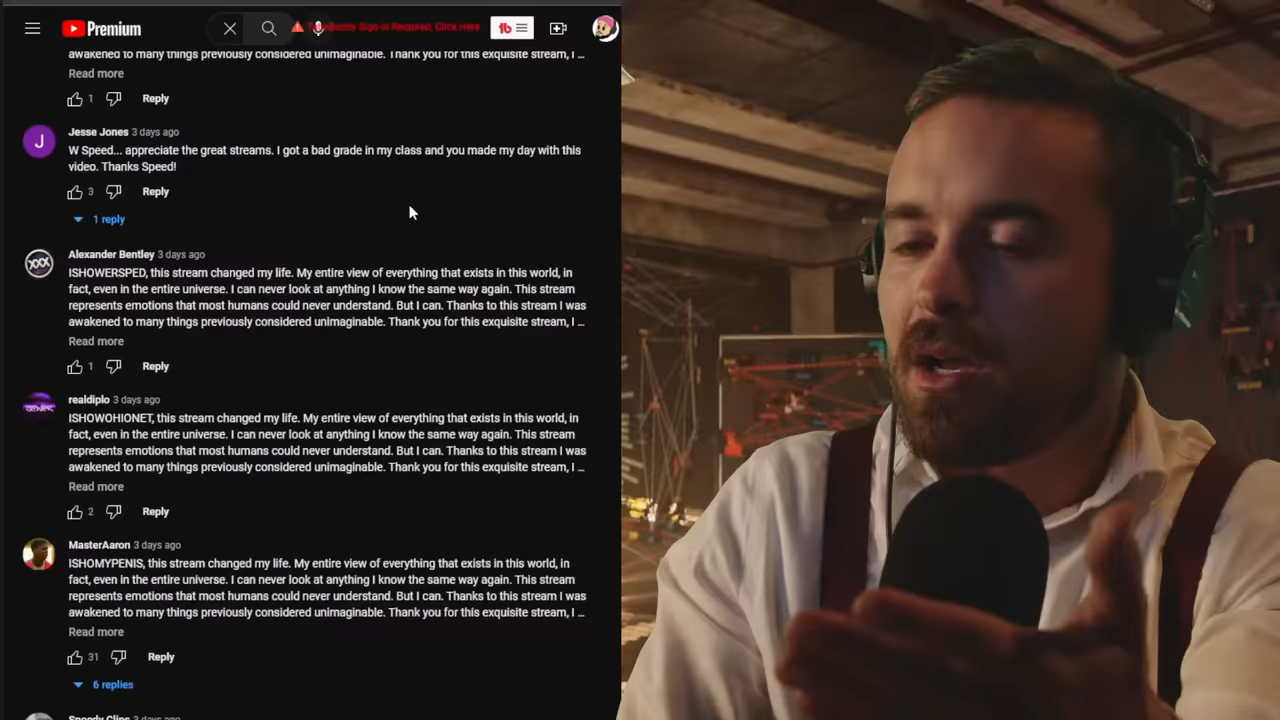 Premium
TubeBuddy Sign-in Required, Click Here
tb
awakened to many things previously considered unimaginable. Thank you for this exquisite stream, I ...
Read more
1
Reply
J
Jesse Jones 3 days ago
W Speed... appreciate the great streams. I got a bad grade in my class and you made my day with this
video. Thanks Speed!
3
Reply
1 reply
XXX
Alexander Bentley 3 days ago
ISHOWERSPED, this stream changed my life. My entire view of everything that exists in this world, in
fact, even in the entire universe. I can never look at anything I know the same way again. This stream
represents emotions that most humans could never understand. But I can. Thanks to this stream I was
awakened to many things previously considered unimaginable. Thank you for this exquisite stream, I ...
Read more
1
Reply
realdiplo 3 days ago
ISHOWOHIONET, this stream changed my life. My entire view of everything that exists in this world, in
fact, even in the entire universe. I can never look at anything I know the same way again. This stream
represents emotions that most humans could never understand. But I can. Thanks to this stream I was
awakened to many things previously considered unimaginable. Thank you for this exquisite stream, I ...
Read more
2
Reply
MasterAaron 3 days ago
ISHOMYPENIS, this stream changed my life. My entire view of everything that exists in this world, in
fact, even in the entire universe. I can never look at anything I know the same way again. This stream
represents emotions that most humans could never understand. But I can. Thanks to this stream I was
awakened to many things previously considered unimaginable. Thank you for this exquisite stream, I ...
Read more
31
Reply
6 replies
Speedy Clips 3 days ago